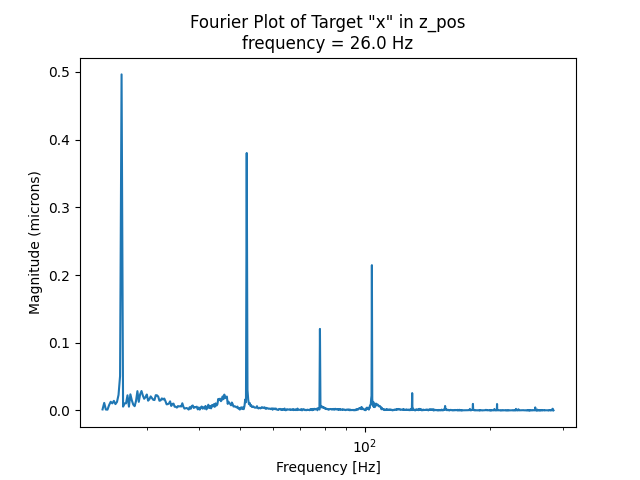 Fourier Plot of Target "x" in z_pos
frequency = 26.0 Hz
Magnitude (microns)
0.5
0.4
0.3
0.2
0.1
0.0
10²
Frequency [Hz]